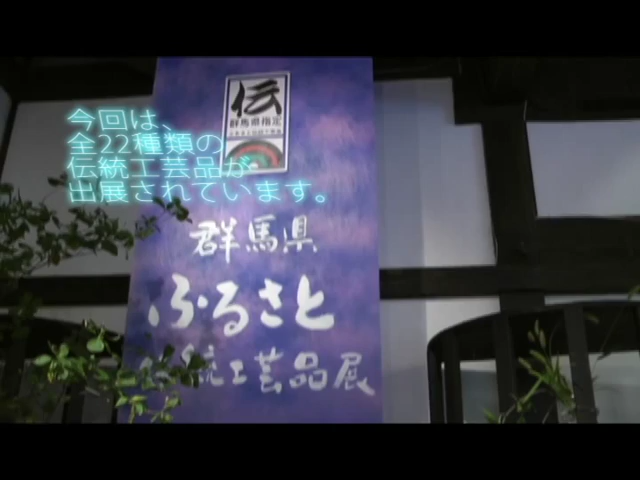 今回は、
全22種類の
伝統工芸品が
出展されています。
伝
群馬県指定
群馬県
ふるさと
統工芸品展